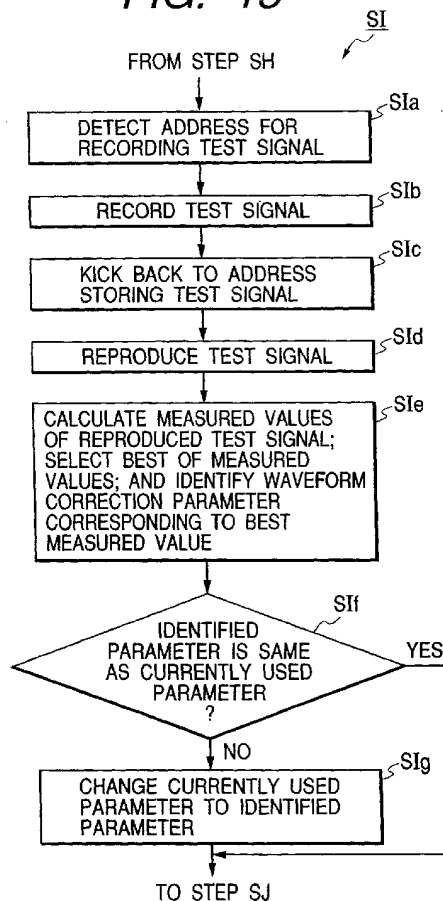 FIG. 19
SI
FROM STEP SH
SIa
DETECT ADDRESS FOR
RECORDING TEST SIGNAL
SIb
RECORD TEST SIGNAL
SIc
KICK BACK TO ADDRESS
STORING TEST SIGNAL
SId
REPRODUCE TEST SIGNAL
SIe
CALCULATE MEASURED VALUES
OF REPRODUCED TEST SIGNAL;
SELECT BEST OF MEASURED
VALUES; AND IDENTIFY WAVEFORM
CORRECTION PARAMETER
CORRESPONDING TO BEST
MEASURED VALUE
SIf
IDENTIFIED
PARAMETER IS SAME
AS CURRENTLY USED
PARAMETER
?
YES
NO
SIg
CHANGE CURRENTLY USED
PARAMETER TO IDENTIFIED
PARAMETER
TO STEP SJ